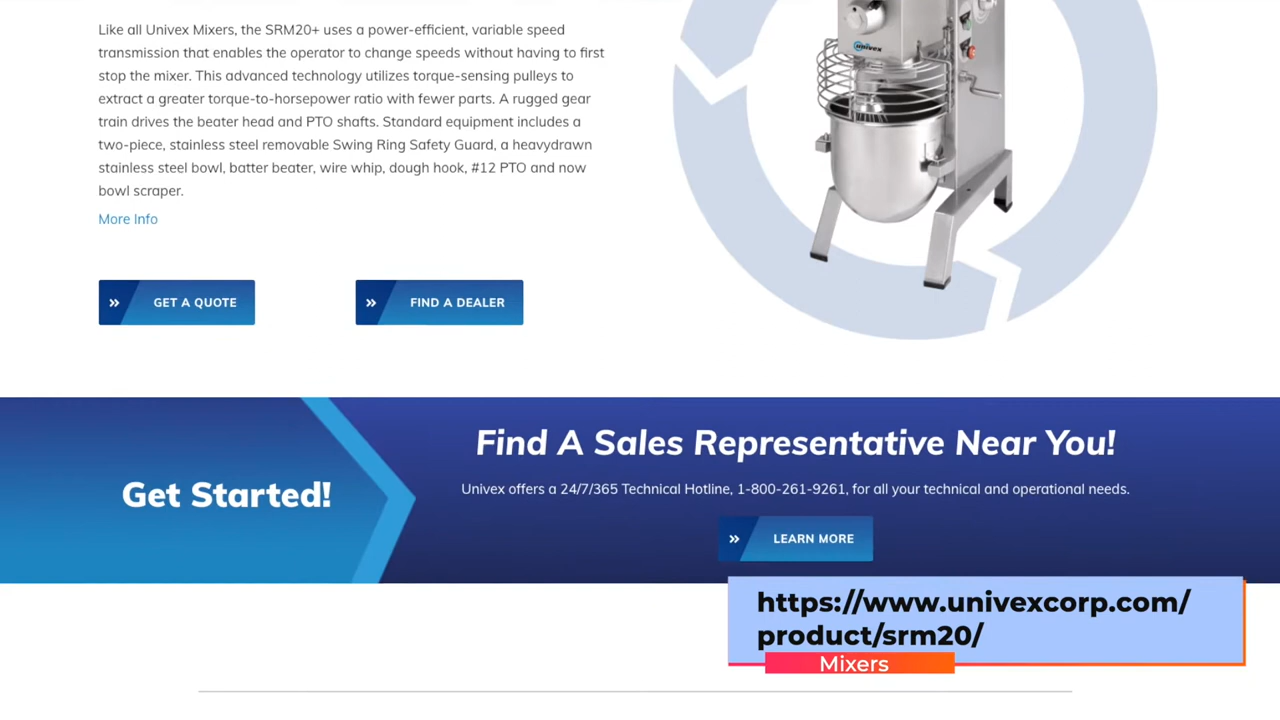 Like all Univex Mixers, the SRM20+ uses a power-efficient, variable speed
transmission that enables the operator to change speeds without having to first
stop the mixer. This advanced technology utilizes torque-sensing pulleys to
extract a greater torque-to-horsepower ratio with fewer parts. A rugged gear
train drives the beater head and PTO shafts. Standard equipment includes a
two-piece, stainless steel removable Swing Ring Safety Guard, a heavydrawn
stainless steel bowl, batter beater, wire whip, dough hook, #12 PTO and now
bowl scraper.
More Info
univex
GET A QUOTE
FIND A DEALER
Get Started!
Find A Sales Representative Near You!
Univex offers a 24/7/365 Technical Hotline, 1-800-261-9261, for all your technical and operational needs.
LEARN MORE
https://www.univexcorp.com/
product/srm20/
Mixers